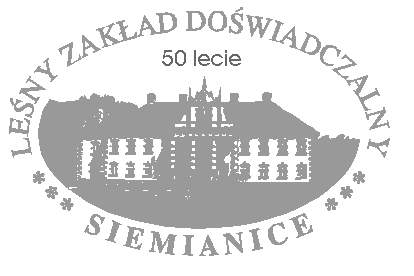 LEŚNY ZAKŁAD DOŚWIADCZALNY
50 lecie
SIEMIANICE